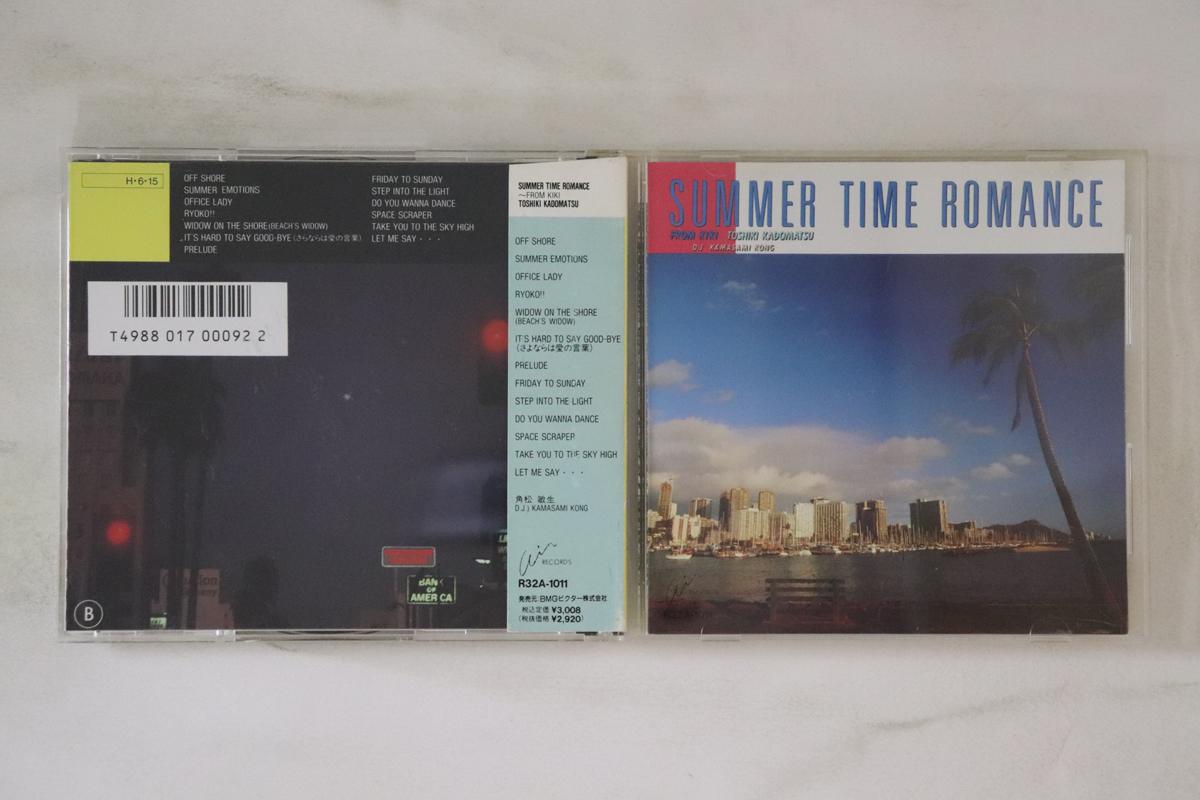 H・6・15
OFF SHORE
SUMMER EMOTIONS
OFFICE LADY
RYOKO!!
WIDOW ON THE SHORE(BEACH'S WIDOW)
IT'S HARD TO SAY GOOD-BYE(さならならは愛の言葉)
PRELUDE
FRIDAY TO SUNDAY
STEP INTO THE LIGHT
DO YOU WANNA DANCE
SPACE SCRAPER
TAKE YOU TO THE SKY HIGH
LET ME SAY・・・
T4988 017 00092 2
BANK
OF
AMERICA
B
SUMMER TIME ROMANCE
〜FROM KIKI
TOSHIKI KADOMATSU
OFF SHORE
SUMMER EMOTIONS
OFFICE LADY
RYOKO!!
WIDOW ON THE SHORE
(BEACH'S WIDOW)
IT'S HARD TO SAY GOOD-BYE
(さよならは愛の言葉)
PRELUDE
FRIDAY TO SUNDAY
STEP INTO THE LIGHT
DO YOU WANNA DANCE
SPACE SCRAPER
TAKE YOU TO THE SKY HIGH
LET ME SAY・・・
角松 敏生
D.J.) KAMASAMI KONG
air RECORDS
R32A-1011
発売元:BMGビクター株式会社
税込定価 ¥3,008
(税抜価格 ¥2,920)
SUMMER TIME ROMANCE
FROM KIKI TOSHIKI KADOMATSU
D.J. KAMASAMI KONG
air